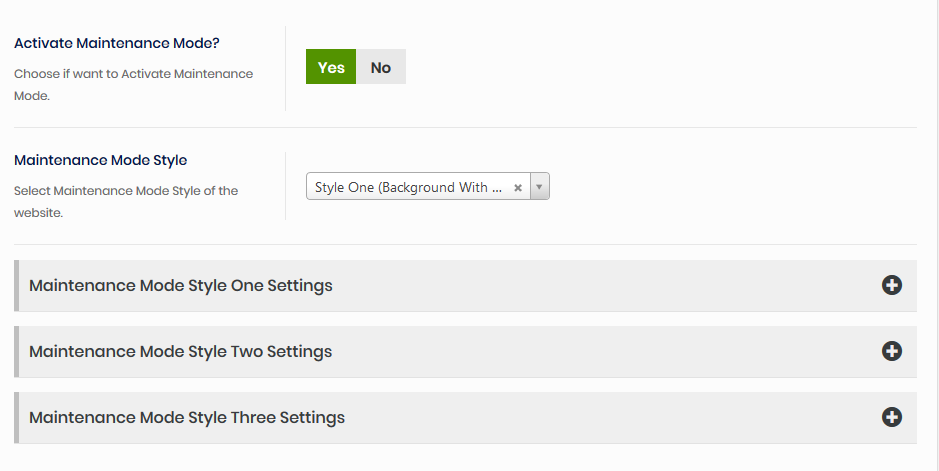 Activate Maintenance Mode?
Choose if want to Activate Maintenance
Mode.
Yes No
Maintenance Mode Style
Select Maintenance Mode Style of the
website.
Style One (Background With ...
Maintenance Mode Style One Settings
Maintenance Mode Style Two Settings
Maintenance Mode Style Three Settings